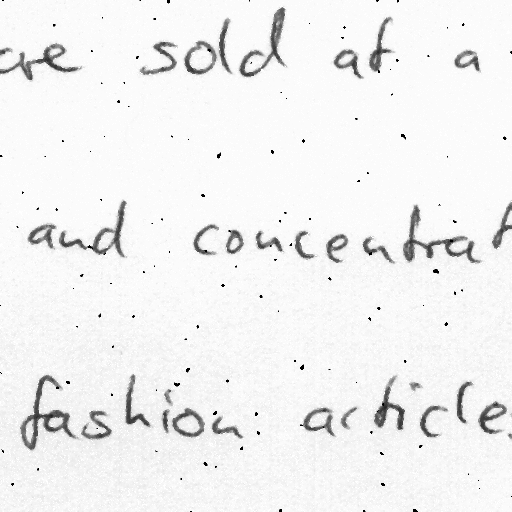 are sold at a
and concentrat
fashion articles